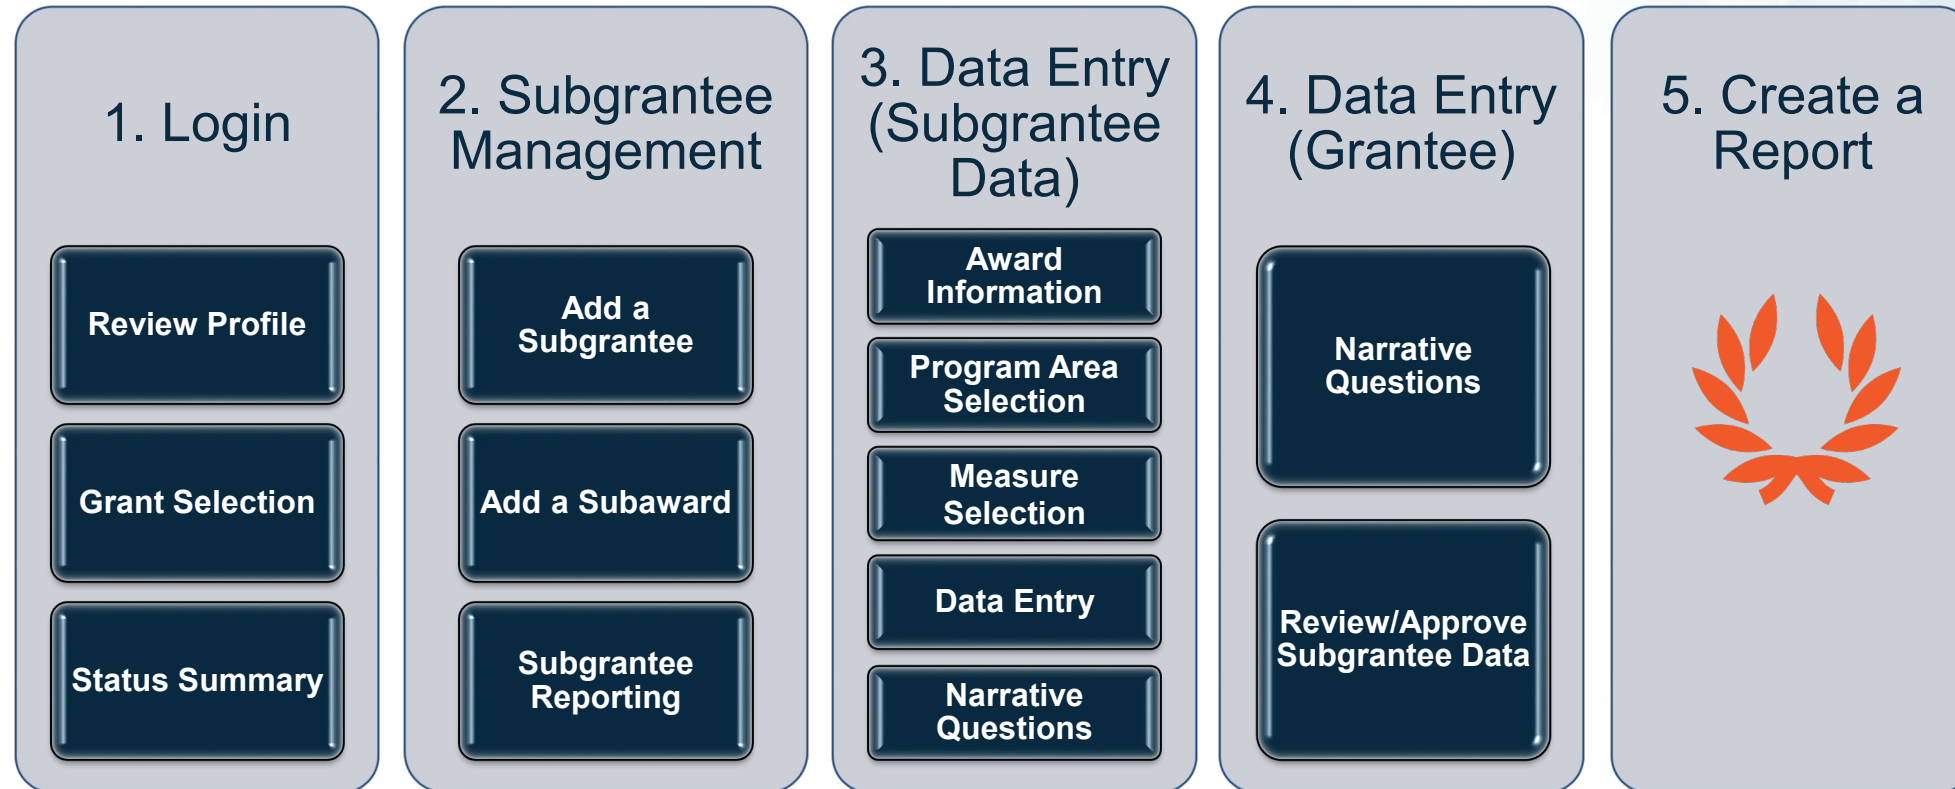 1. Login
Review Profile
Grant Selection
Status Summary
2. Subgrantee
Management
Add a
Subgrantee
Add a Subaward
Subgrantee
Reporting
3. Data Entry
(Subgrantee
Data)
Award
Information
Program Area
Selection
Measure
Selection
Data Entry
Narrative
Questions
4. Data Entry
(Grantee)
Narrative
Questions
Review/Approve
Subgrantee Data
5. Create a
Report